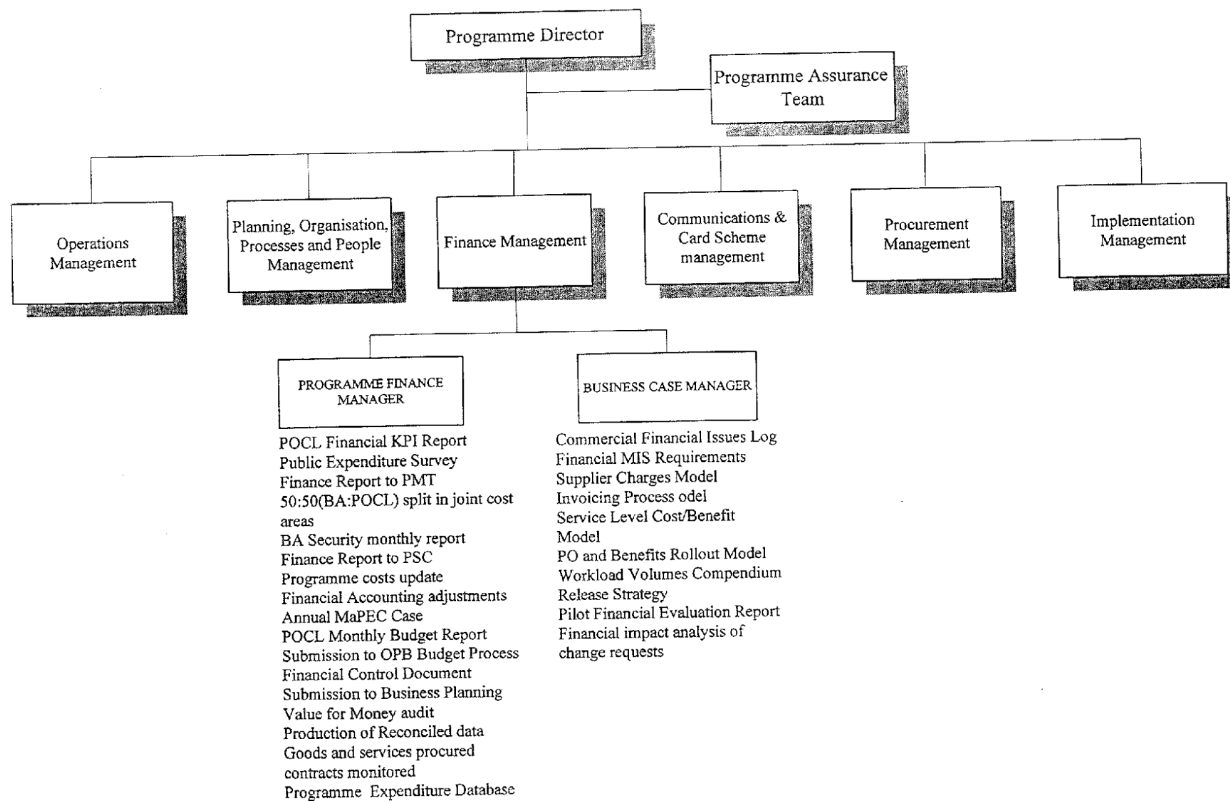 Programme Director
Programme Assurance
Team
Operations
Management
Planning, Organisation,
Processes and People
Management
Finance Management
Communications &
Card Scheme
management
Procurement
Management
Implementation
Management
PROGRAMME FINANCE
MANAGER
POCL Financial KPI Report
Public Expenditure Survey
Finance Report to PMT
50:50(BA:POCL) split in joint cost
areas
BA Security monthly report
Finance Report to PSC
Programme costs update
Financial Accounting adjustments
Annual MaPEC Case
POCL Monthly Budget Report
Submission to OPB Budget Process
Financial Control Document
Submission to Business Planning
Value for Money audit
Production of Reconciled data
Goods and services procured
contracts monitored
Programme Expenditure Database
BUSINESS CASE MANAGER
Commercial Financial Issues Log
Financial MIS Requirements
Supplier Charges Model
Invoicing Process odel
Service Level Cost/Benefit
Model
PO and Benefits Rollout Model
Workload Volumes Compendium
Release Strategy
Pilot Financial Evaluation Report
Financial impact analysis of
change requests